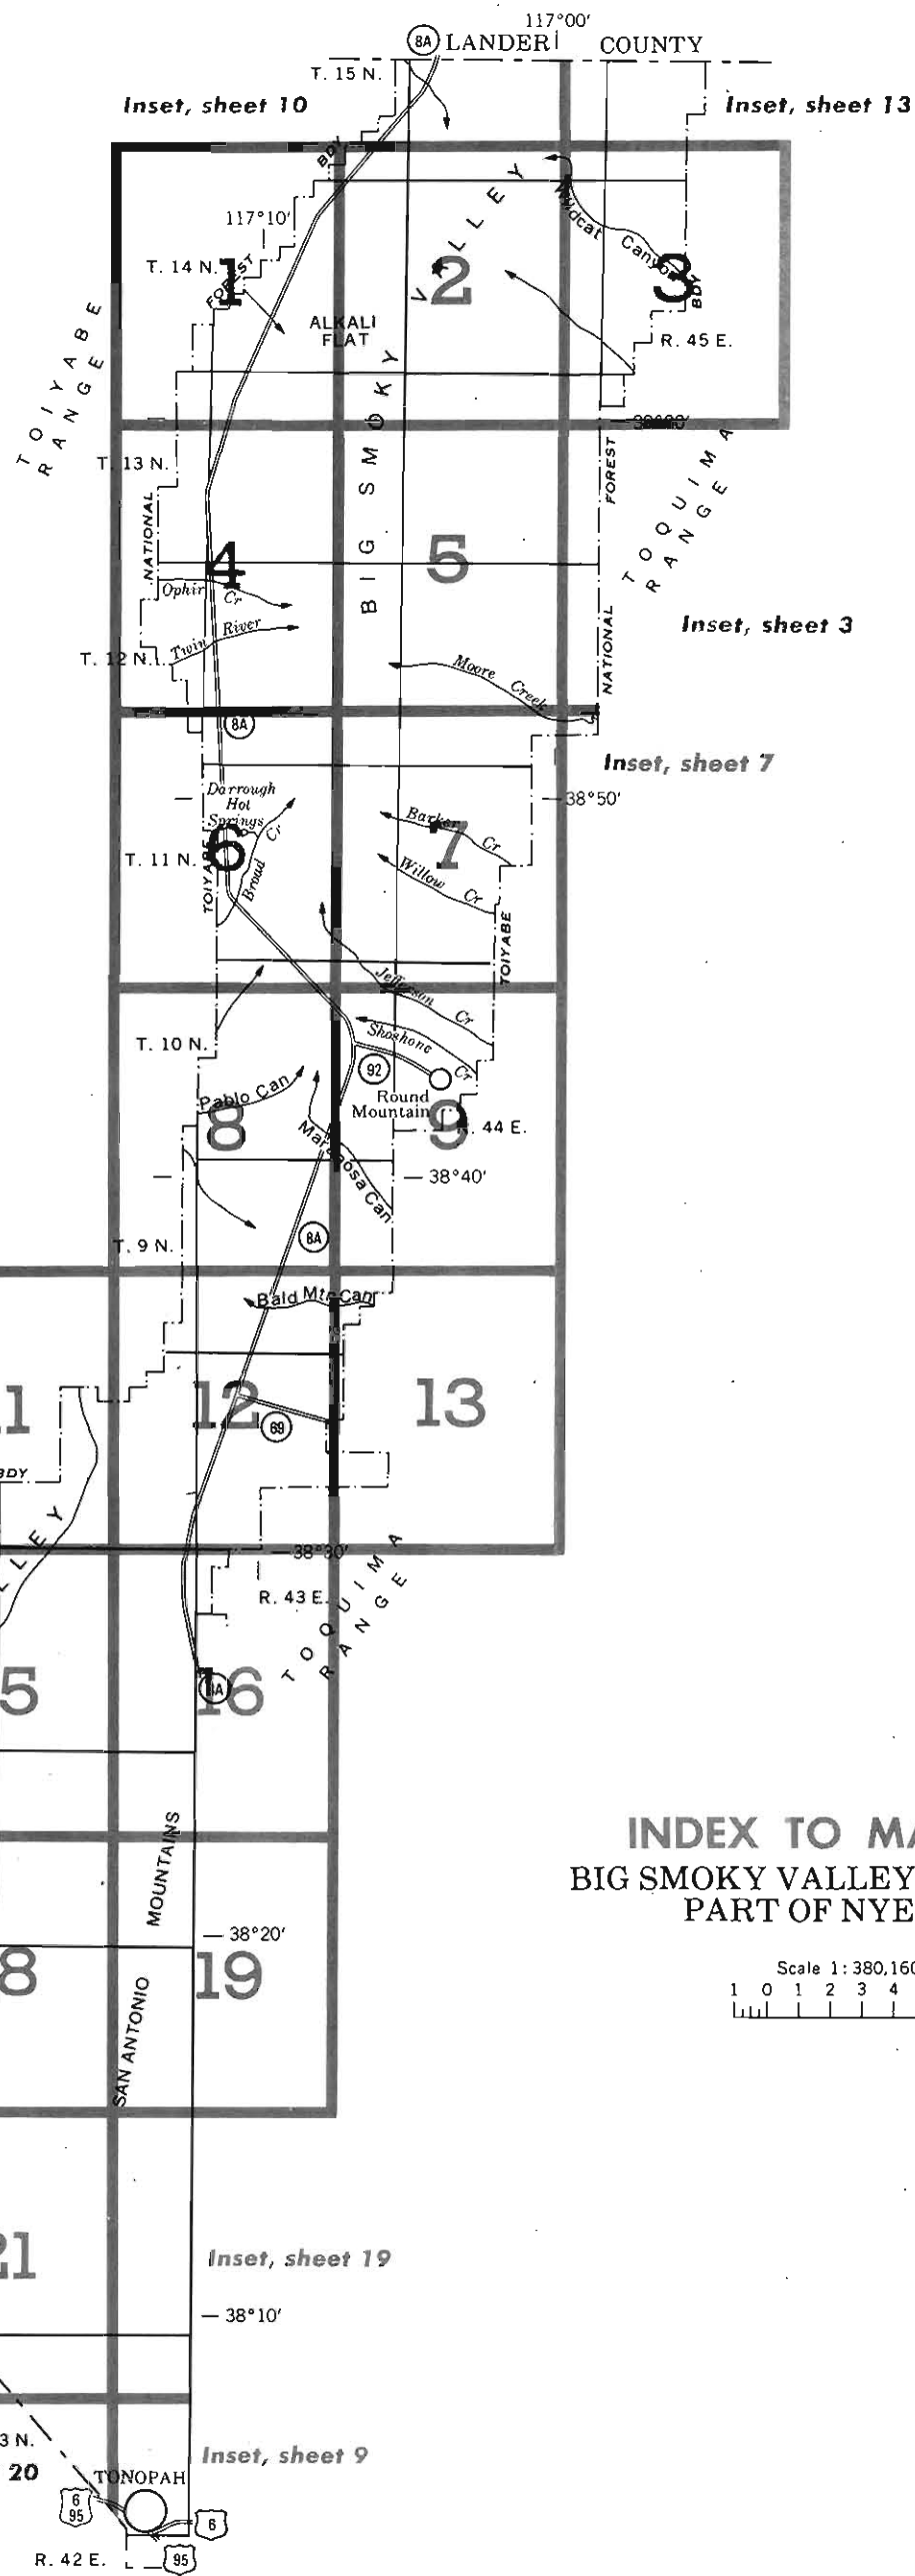 117°00'
8A LANDER COUNTY
T. 15 N.
Inset, sheet 10
Inset, sheet 13
BDY
117°10'
Wildcat Canyon
T. 14 N.
1
2
3
FOREST
BDY
ALKALI
FLAT
R. 45 E.
BIG SMOKY VALLEY
TOIYABE
RANGE
T. 13 N.
NATIONAL
FOREST
TOQUIMA
RANGE
4
5
Ophir Cr
Twin River
Inset, sheet 3
T. 12 N.
NATIONAL
Moore Creek
8A
Inset, sheet 7
38°50'
Darrough
Hot
Springs
Barker Cr
T. 11 N.
6
7
TOIYABE
Broad Cr
Willow Cr
TOIYABE
Jefferson Cr
T. 10 N.
Shoshone Cr
92
Pablo Can
Round
Mountain
8
9
44 E.
Mariposa Can
38°40'
8A
T. 9 N.
Bald Mtn Can
12
13
69
BDY
LLEY
38°30'
R. 43 E.
TOQUIMA
RANGE
5
16
MOUNTAINS
INDEX TO MA
BIG SMOKY VALLEY
PART OF NYE
38°20'
8
19
Scale 1:380,160
1 0 1 2 3 4
SAN ANTONIO
21
Inset, sheet 19
38°10'
3 N.
Inset, sheet 9
20
TONOPAH
6
95
6
R. 42 E.
95